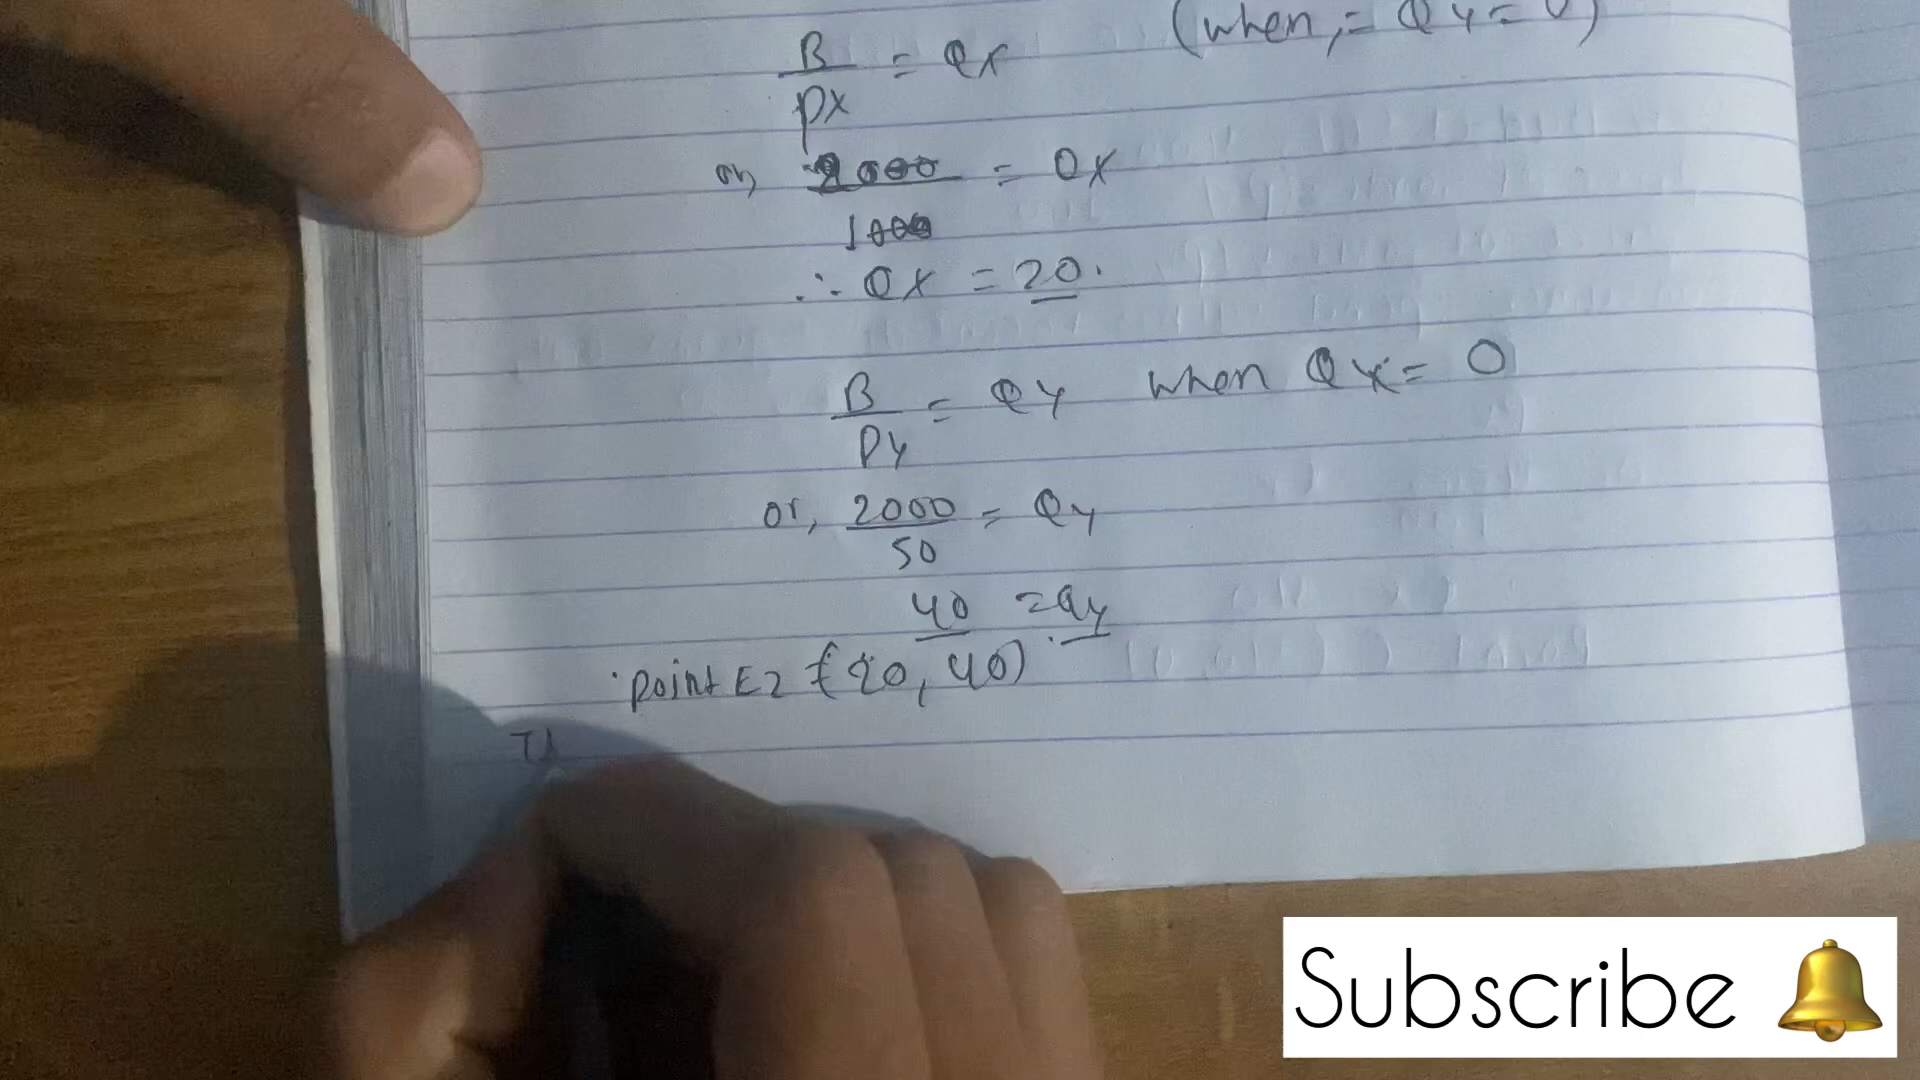 (when, = Qy = 0)
B/Px = Qx
or, 2000/100 = Qx
∴ Qx = 20.
B/Py = Qy when Qx = 0
or, 2000/50 = Qy
40 = Qy
point E2 (20, 40)
Subscribe